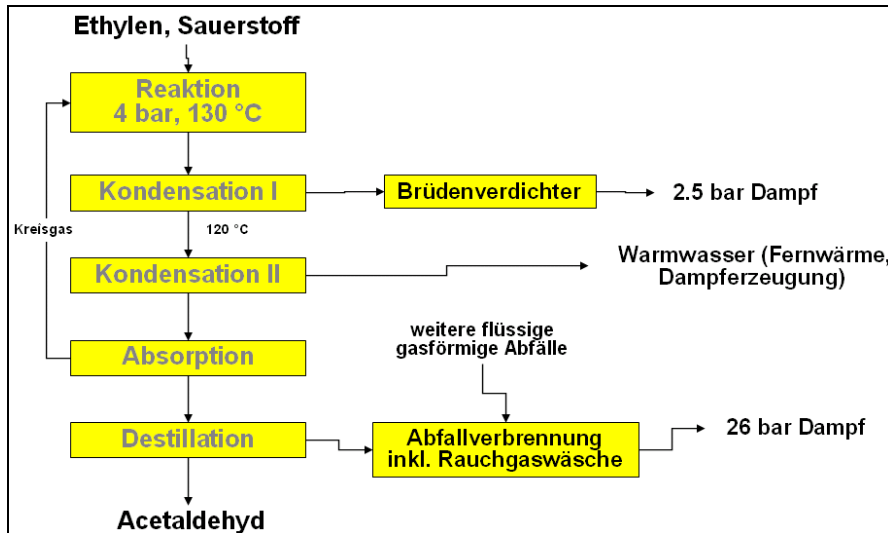 Ethylen, Sauerstoff
Reaktion
4 bar, 130 °C
Kondensation I
Brüdenverdichter
2.5 bar Dampf
Kreisgas
120 °C
Warmwasser (Fernwärme,
Dampferzeugung)
Kondensation II
weitere flüssige
gasförmige Abfälle
Absorption
Destillation
Abfallverbrennung
inkl. Rauchgaswäsche
26 bar Dampf
Acetaldehyd